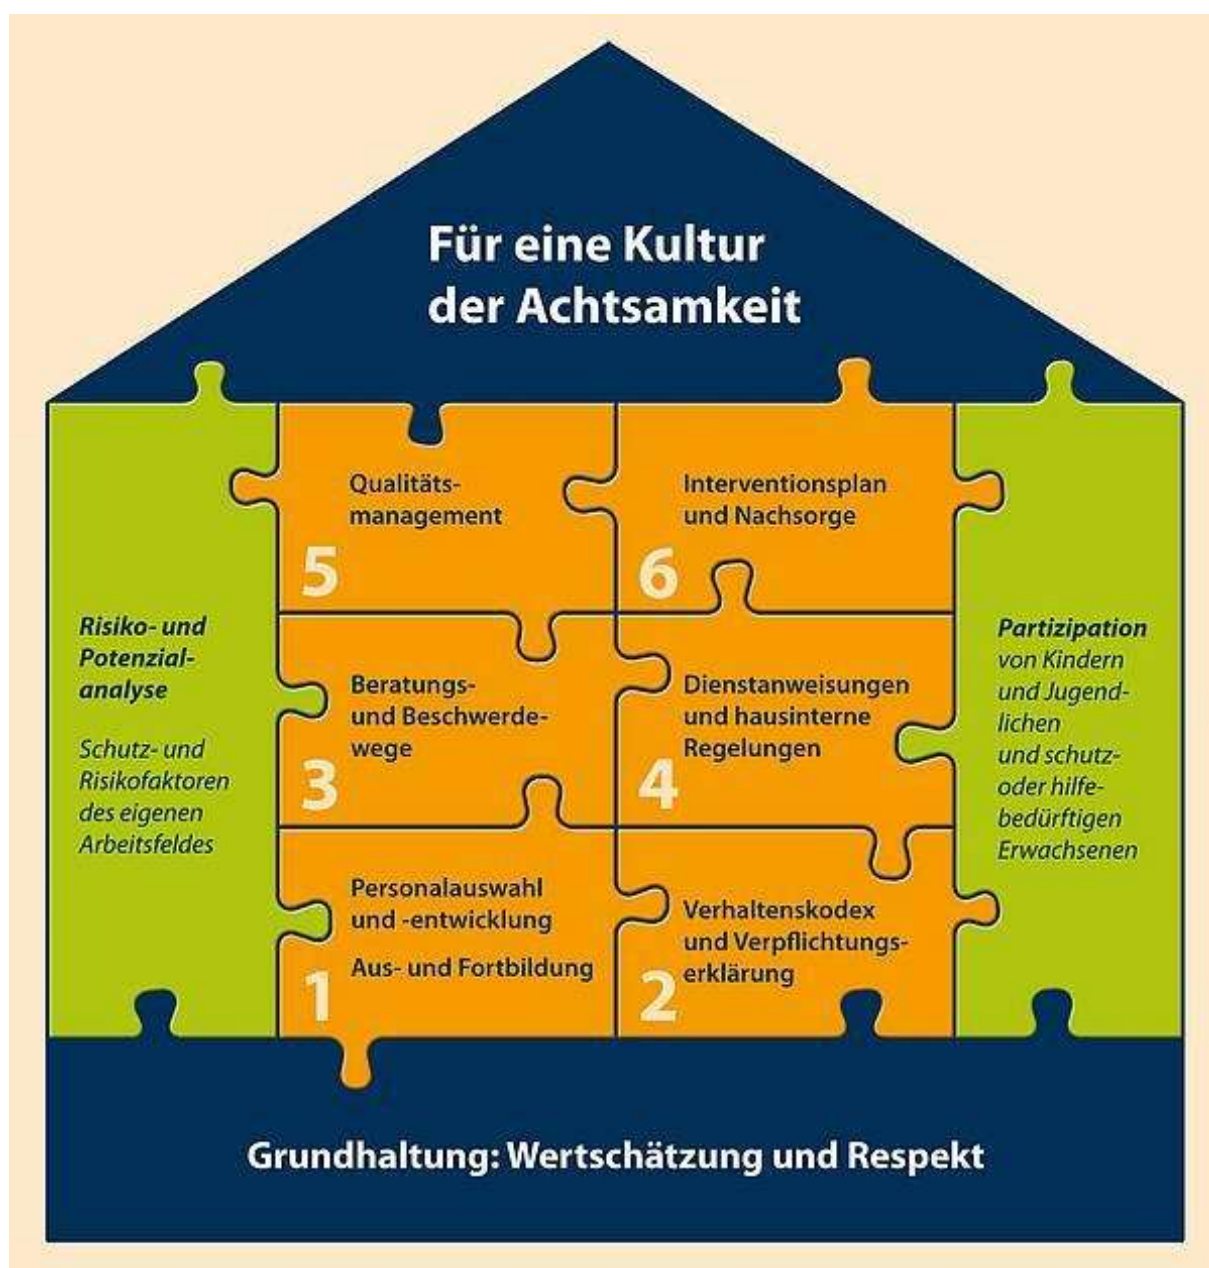 Für eine Kultur
der Achtsamkeit
Risiko- und
Potenzial-
analyse
Schutz- und
Risikofaktoren
des eigenen
Arbeitsfeldes
Qualitäts-
management
5
Interventionsplan
und Nachsorge
6
Beratungs-
und Beschwerde-
wege
3
Dienstanweisungen
und hausinterne
Regelungen
4
Personalauswahl
und -entwicklung
Aus- und Fortbildung
1
Verhaltenskodex
und Verpflichtungs-
erklärung
2
Partizipation
von Kindern
und Jugend-
lichen
und schutz-
oder hilfe-
bedürftigen
Erwachsenen
Grundhaltung: Wertschätzung und Respekt